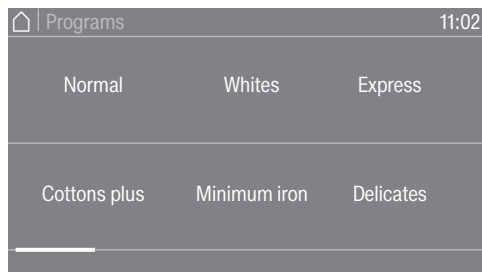 Programs 11:02
Normal Whites Express
Cottons plus Minimum iron Delicates